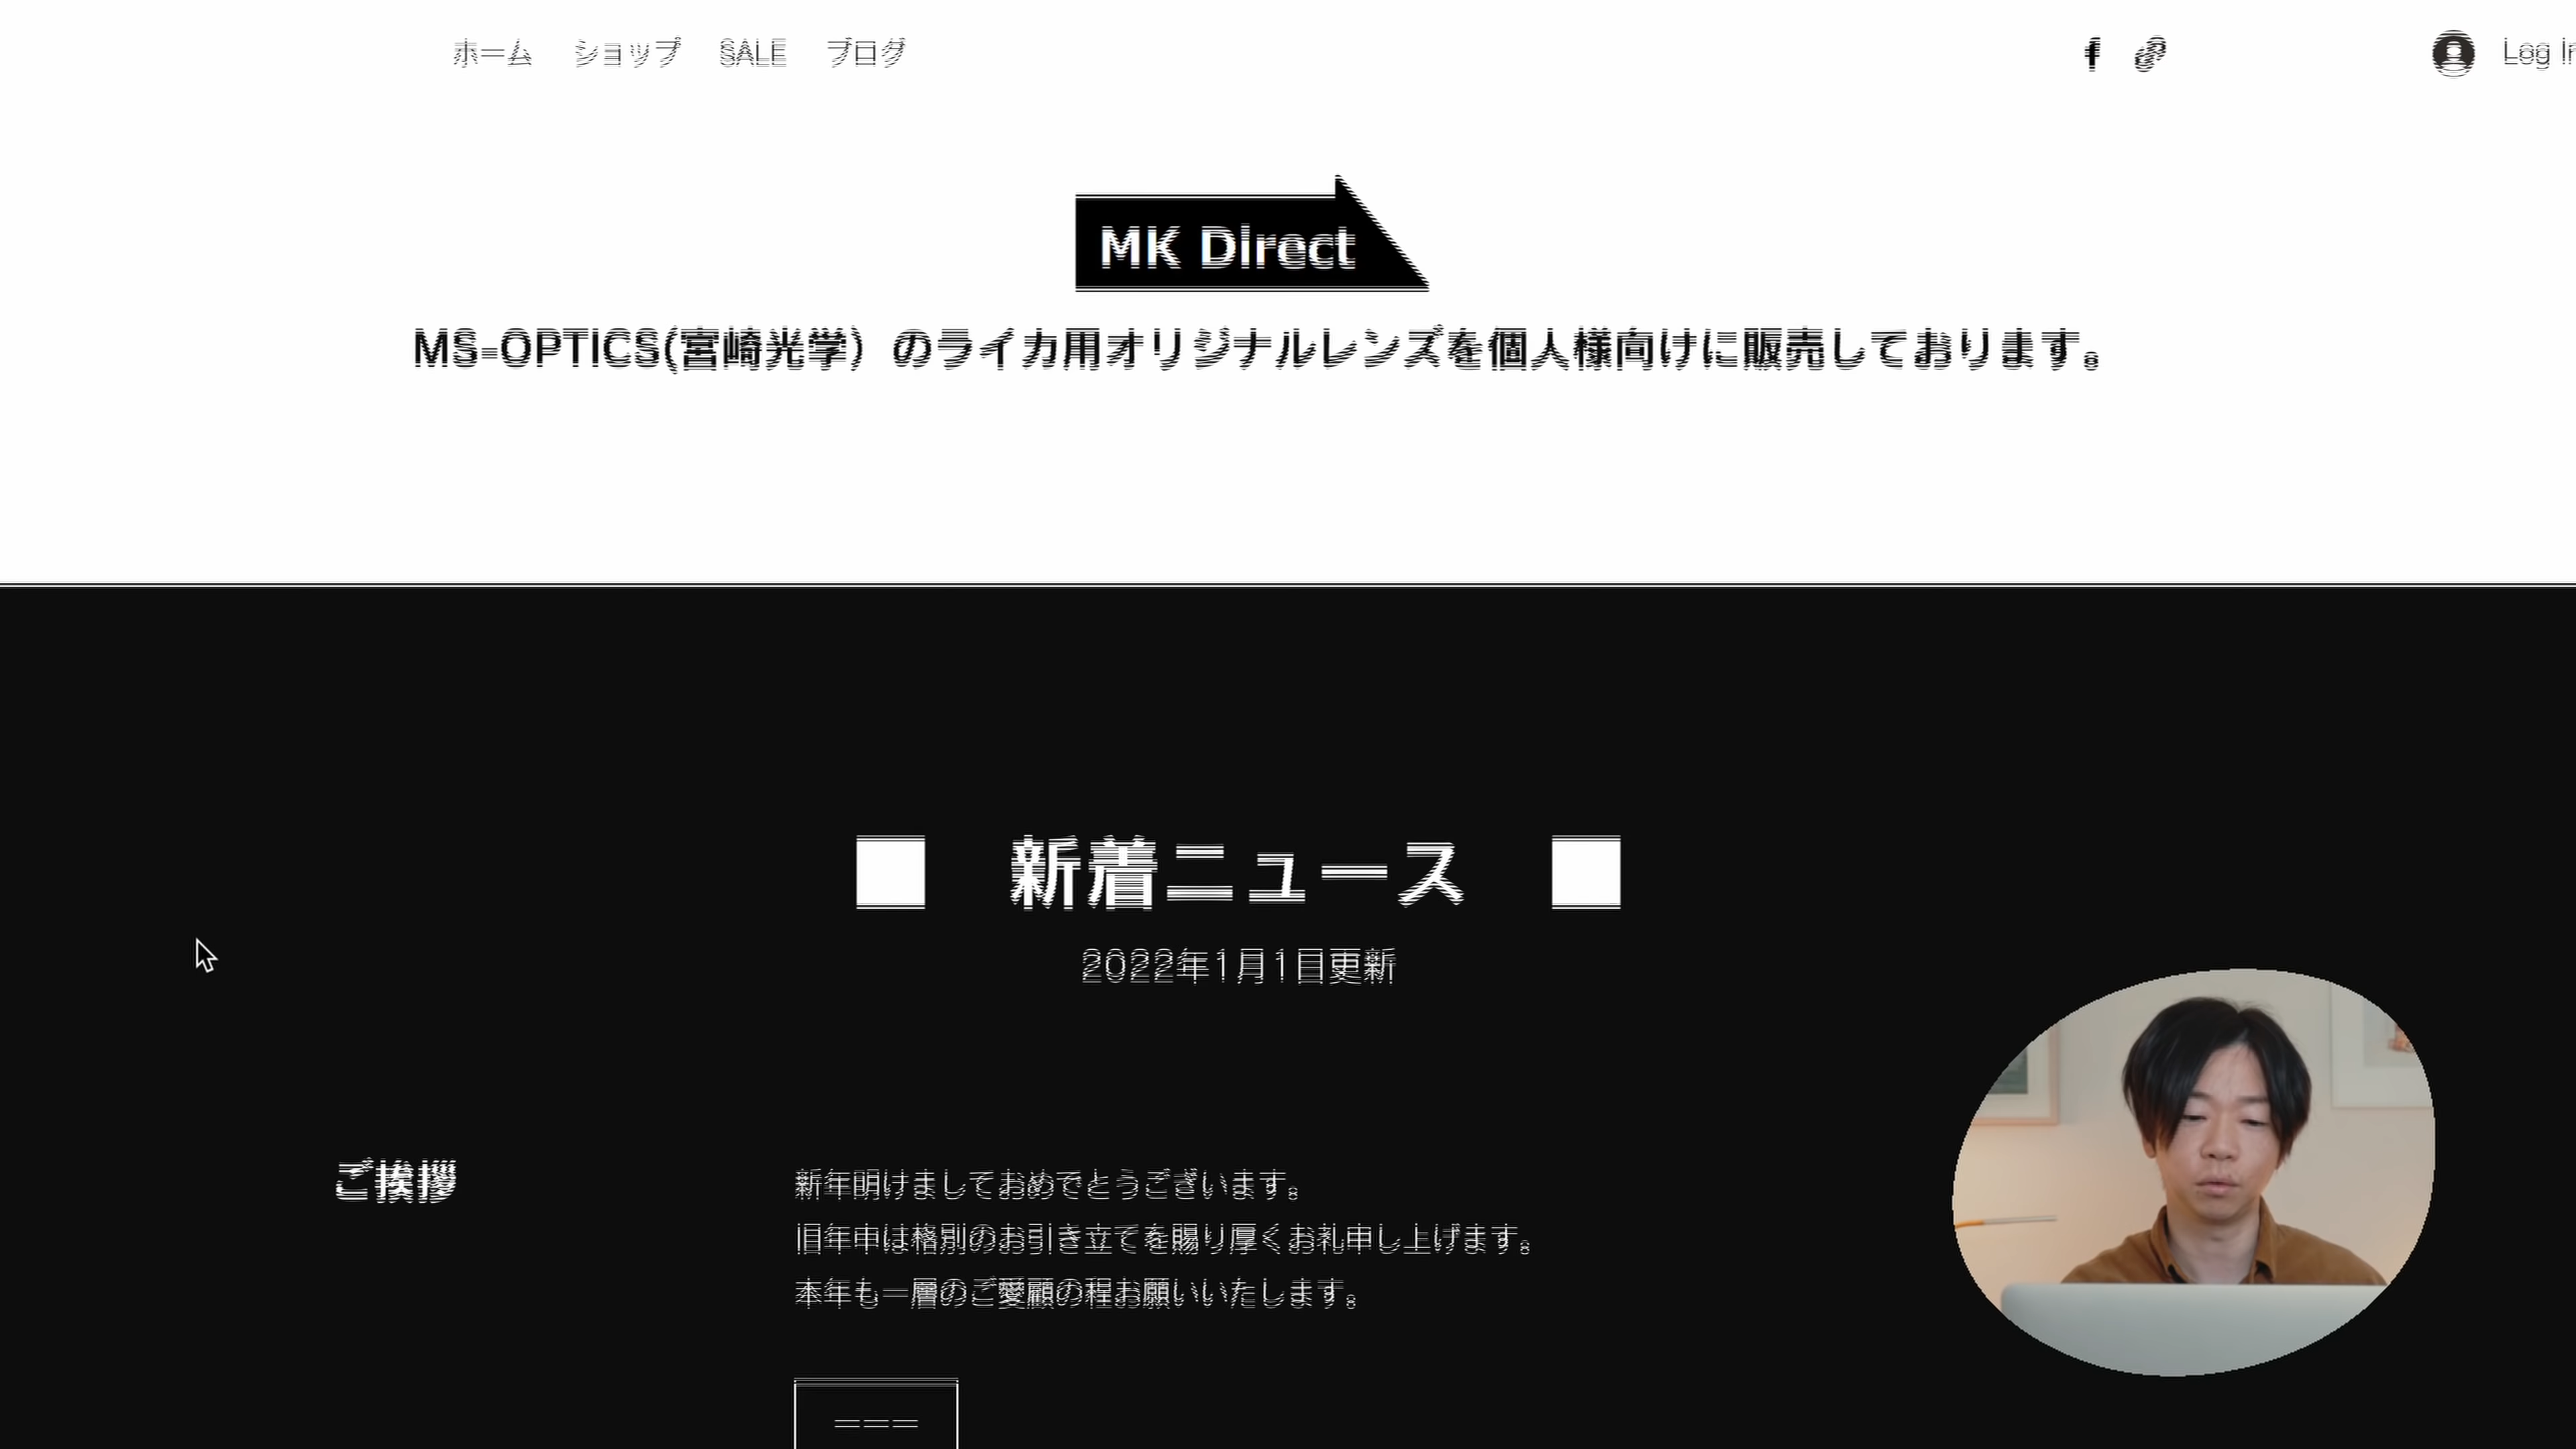 ホーム ショップ SALE ブログ
Log
MK Direct
MS-OPTICS(宮崎光学）のライカ用オリジナルレンズを個人様向けに販売しております。
■ 新着ニュース ■
2022年1月1日更新
ご挨拶
新年明けましておめでとうございます。
旧年中は格別のお引き立てを賜り厚くお礼申し上げます。
本年も一層のご愛顧の程お願いいたします。
===